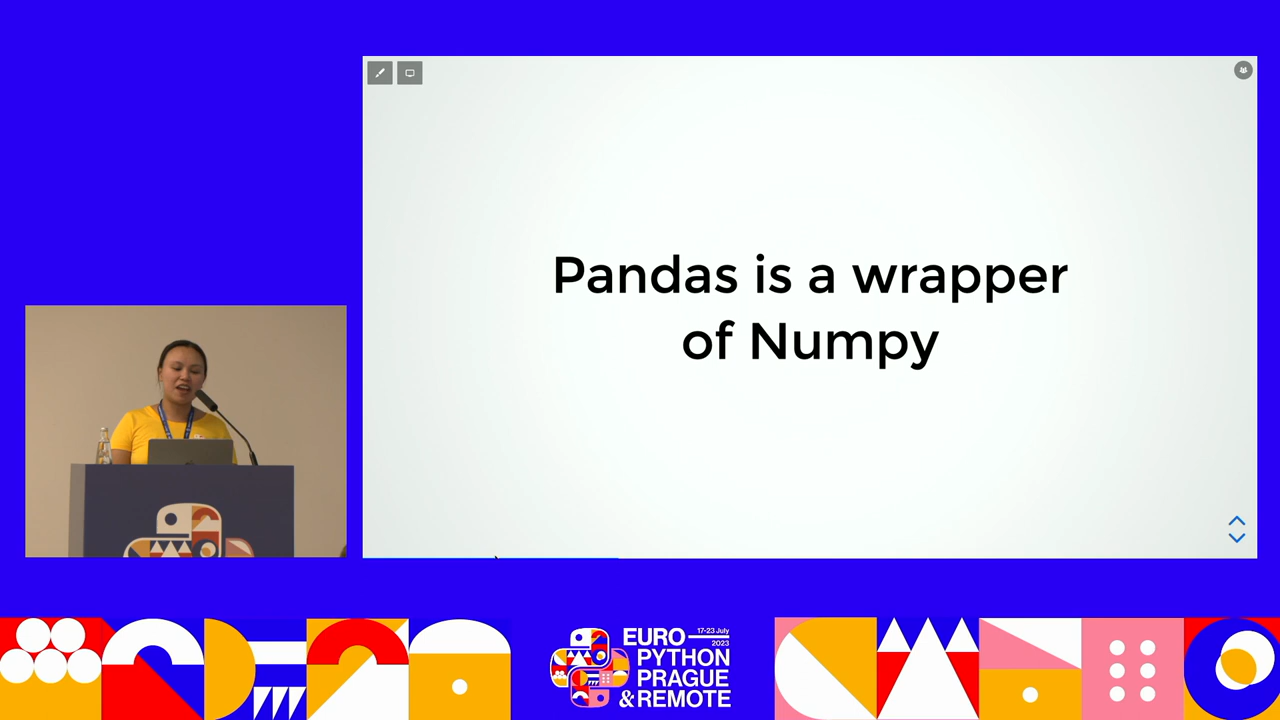 Pandas is a wrapper
of Numpy
EURO
17-23 July
2023
PYTHON
PRAGUE
& REMOTE